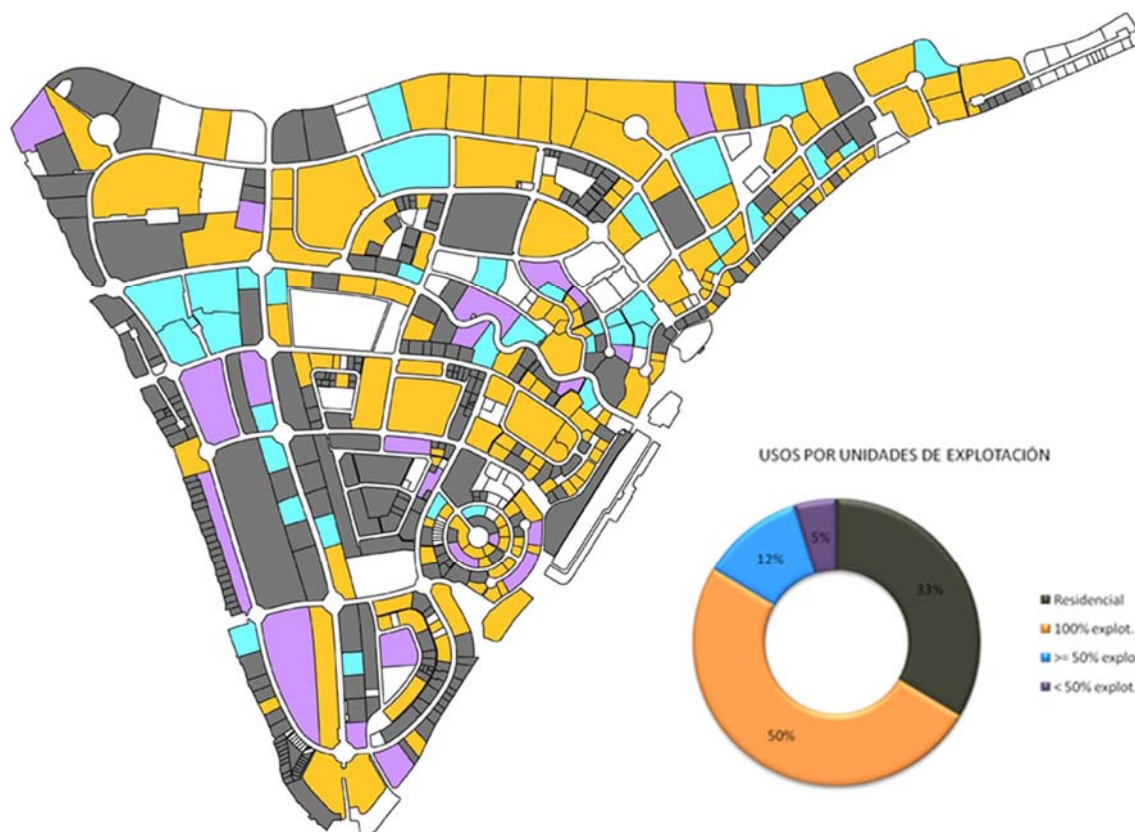 USOS POR UNIDADES DE EXPLOTACIÓN
5%
12%
33%
50%
Residencial
100% explot.
>= 50% explo
< 50% explot.